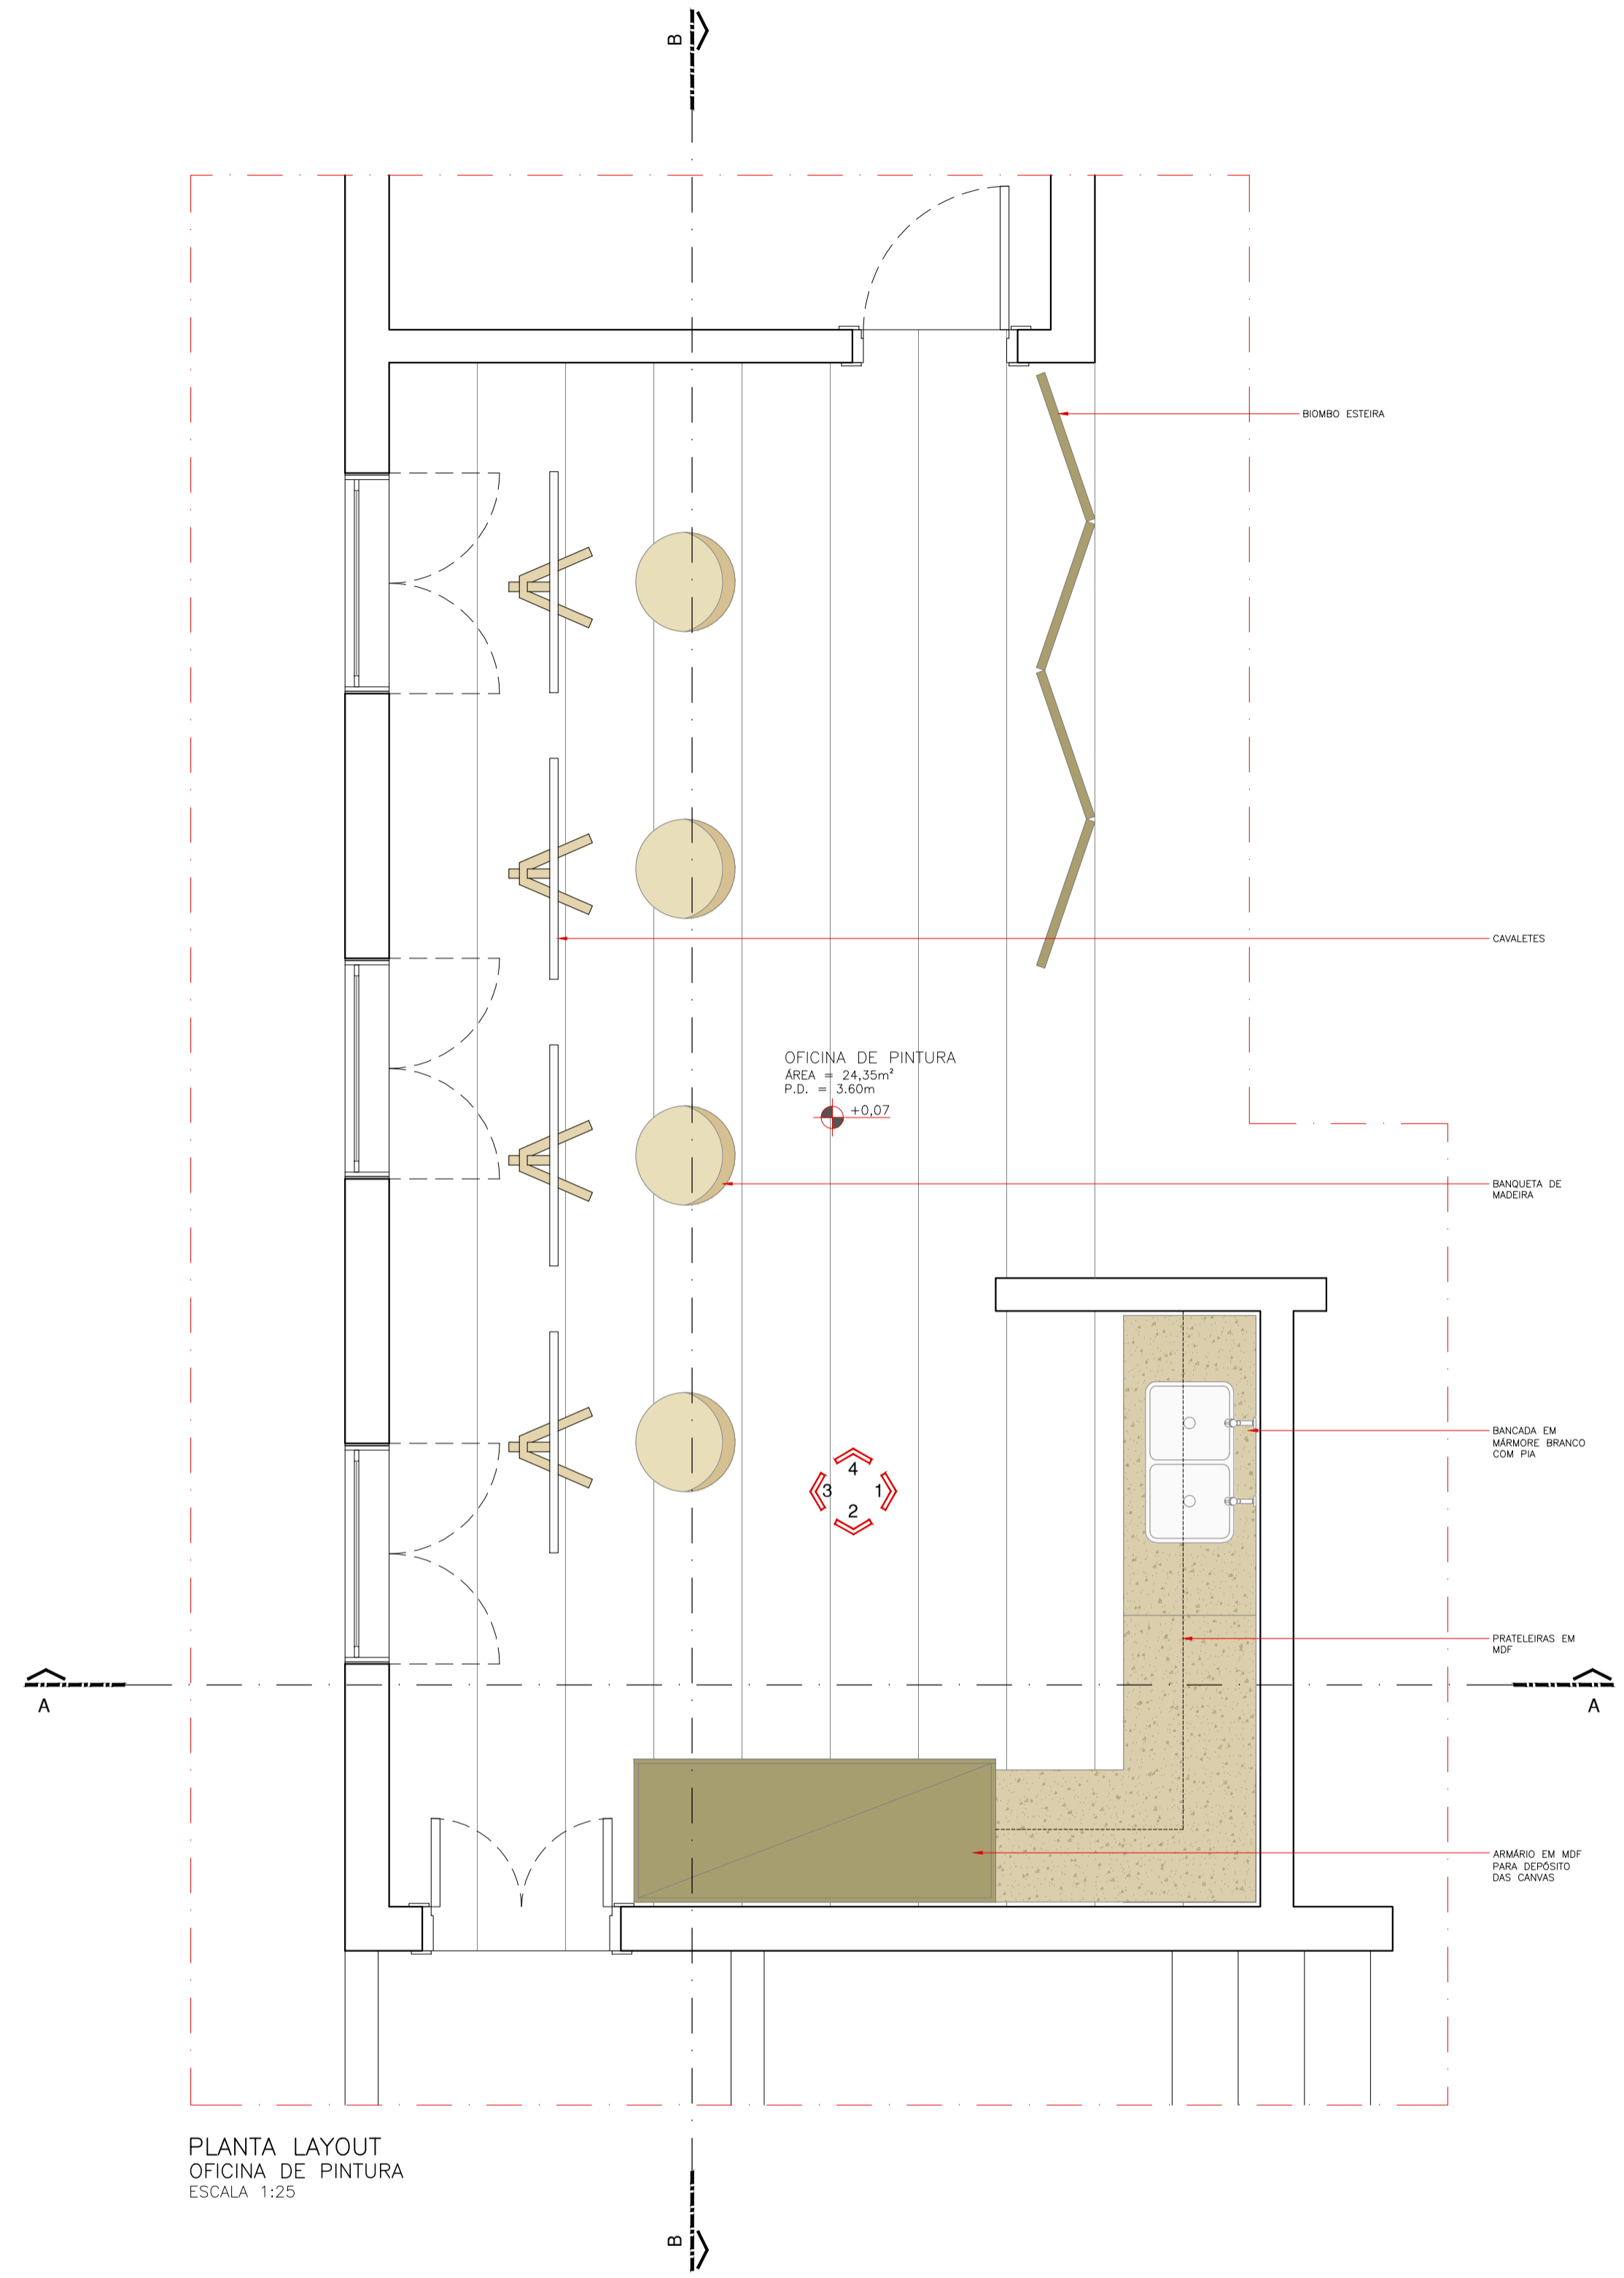 B
BIOMBO ESTEIRA
CAVALETES
OFICINA DE PINTURA
ÁREA = 24,35m²
P.D. = 3.60m
+0,07
BANQUETA DE
MADEIRA
BANCADA EM
MÁRMORE BRANCO
COM PIA
4
3 1
2
PRATELEIRAS EM
MDF
A A
ARMÁRIO EM MDF
PARA DEPÓSITO
DAS CANVAS
PLANTA LAYOUT
OFICINA DE PINTURA
ESCALA 1:25
B